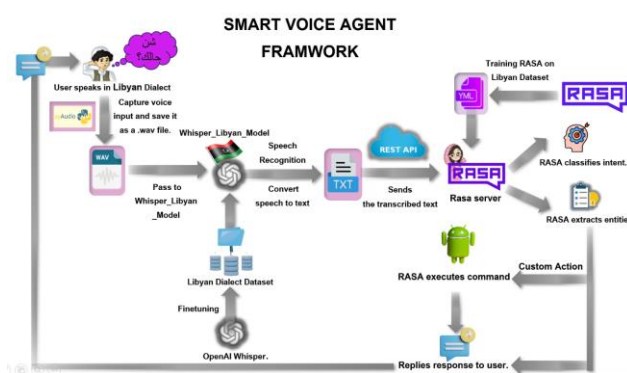 SMART VOICE AGENT
FRAMWORK
شن
حالك؟
User speaks in Libyan Dialect
Capture voice
input and save it
as a .wav file.
WAV
Pass to
Whisper_Libyan
_Model
Whisper_Libyan_Model
Speech
Recognition
Convert
speech to text
TXT
REST API
Sends
the transcribed text
Training RASA on
Libyan Dataset
YML
RASA
RASA
Rasa server
RASA classifies intent.
RASA extracts entitie
Libyan Dialect Dataset
Finetuning
OpenAI Whisper.
Custom Action
RASA executes command
Replies response to user.